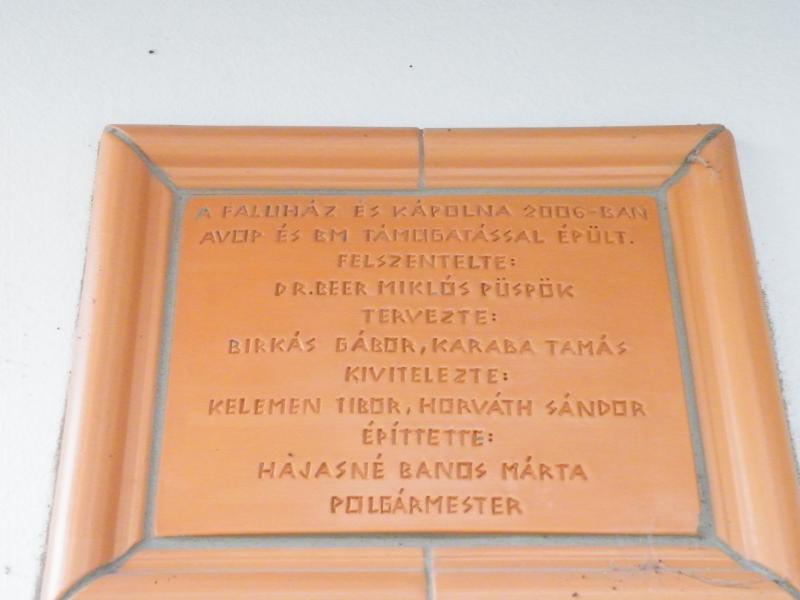 A FALUHÁZ ÉS KÁPOLNA 2006-BAN
AVOP ÉS BM TÁMOGATÁSSAL ÉPÜLT.
FELSZENTELTE:
DR.BEER MIKLÓS PÜSPÖK
TERVEZTE:
BIRKÁS GÁBOR, KARABA TAMÁS
KIVITELEZTE:
KELEMEN TIBOR, HORVÁTH SÁNDOR
ÉPÍTTETTE:
HAJASNÉ BANOS MÁRTA
POLGÁRMESTER